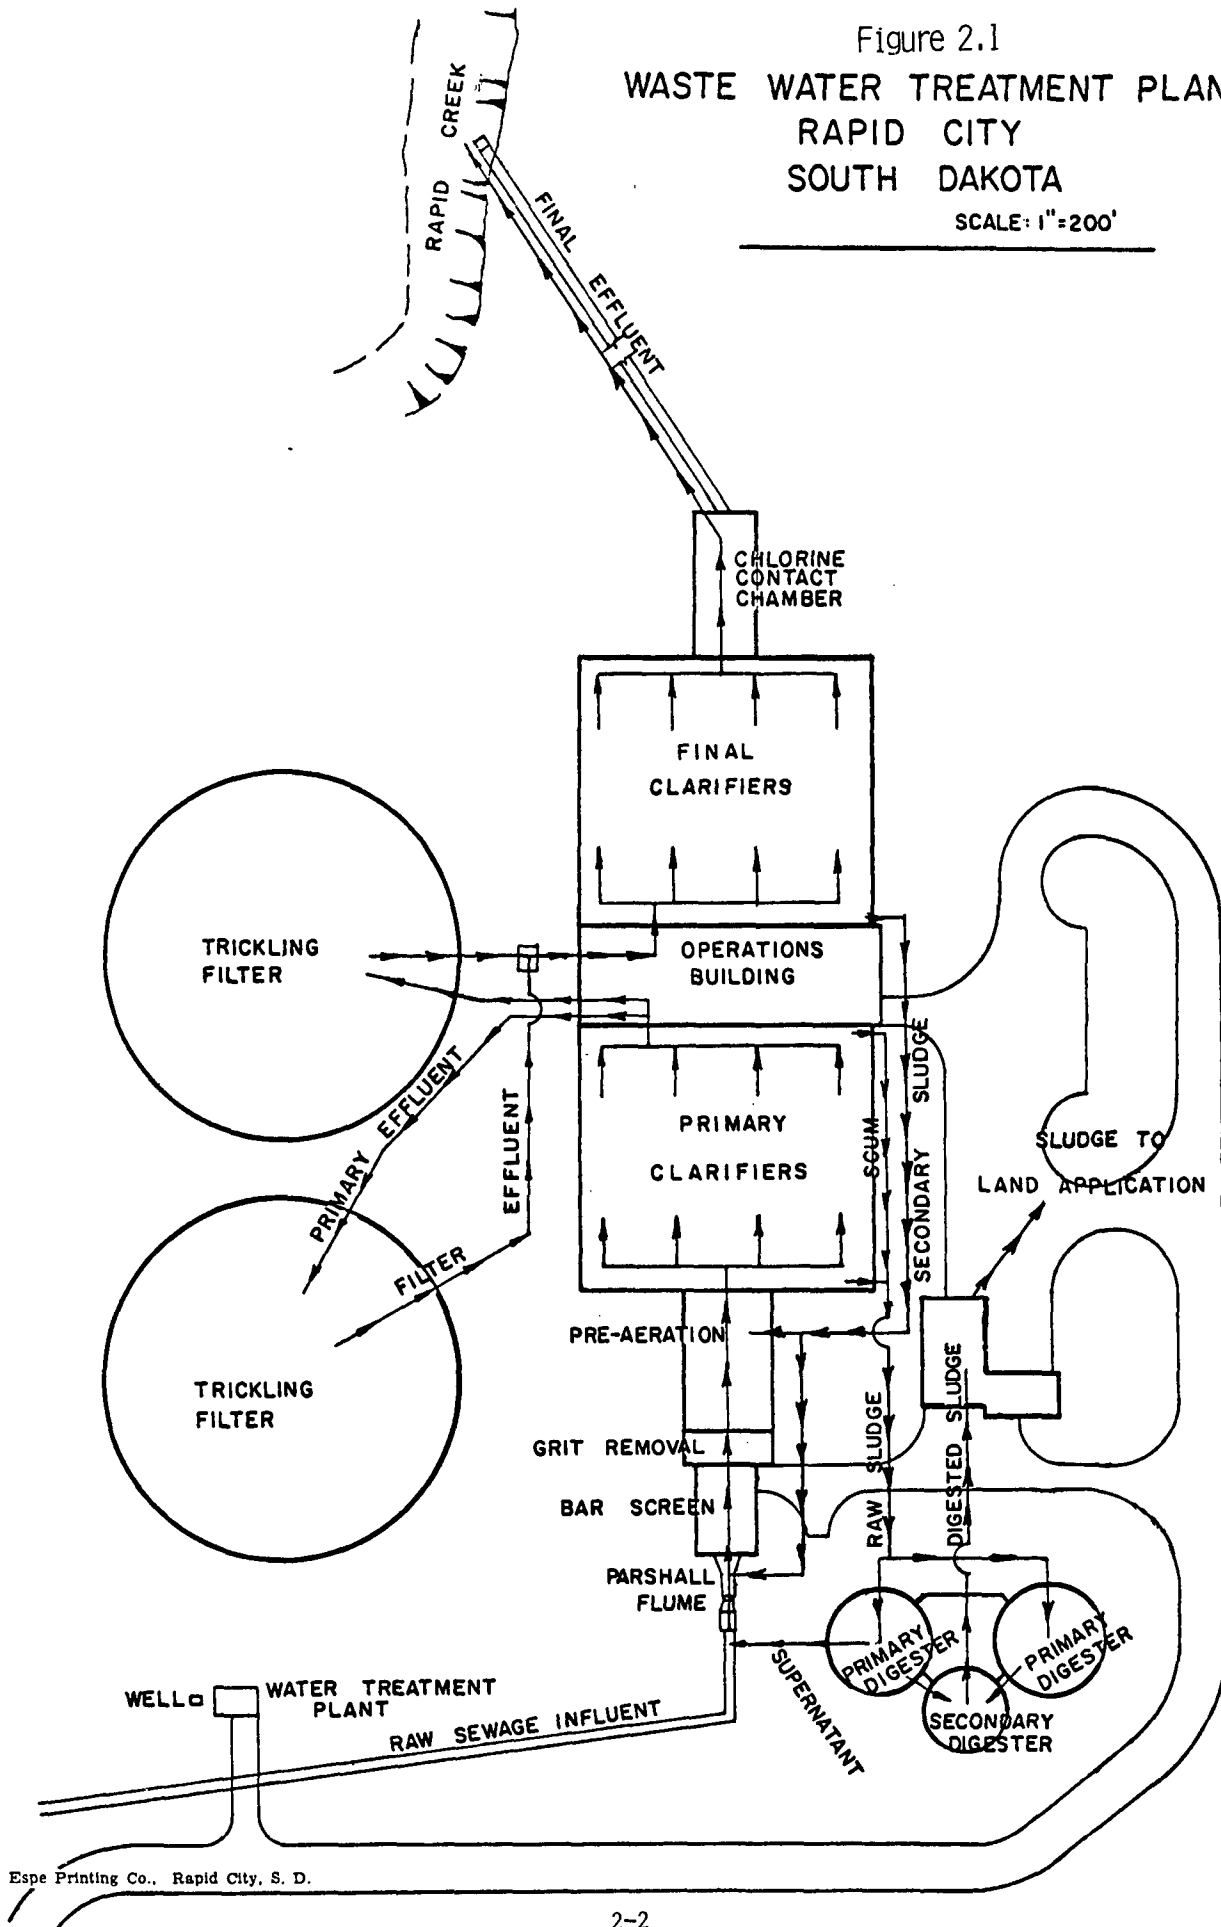 Figure 2.1
WASTE WATER TREATMENT PLAN
RAPID CITY
SOUTH DAKOTA
SCALE: 1"=200'
RAPID CREEK
FINAL EFFLUENT
CHLORINE
CONTACT
CHAMBER
FINAL
CLARIFIERS
TRICKLING
FILTER
OPERATIONS
BUILDING
PRIMARY EFFLUENT
FILTER EFFLUENT
PRIMARY
CLARIFIERS
SCUM
SECONDARY SLUDGE
SLUDGE TO
LAND APPLICATION
PRE-AERATION
TRICKLING
FILTER
GRIT REMOVAL
BAR SCREEN
RAW SLUDGE
DIGESTED SLUDGE
PARSHALL
FLUME
PRIMARY
DIGESTER
PRIMARY
DIGESTER
SUPERNATANT
SECONDARY
DIGESTER
WELL
WATER TREATMENT
PLANT
RAW SEWAGE INFLUENT
Espe Printing Co., Rapid City, S. D.
2-2